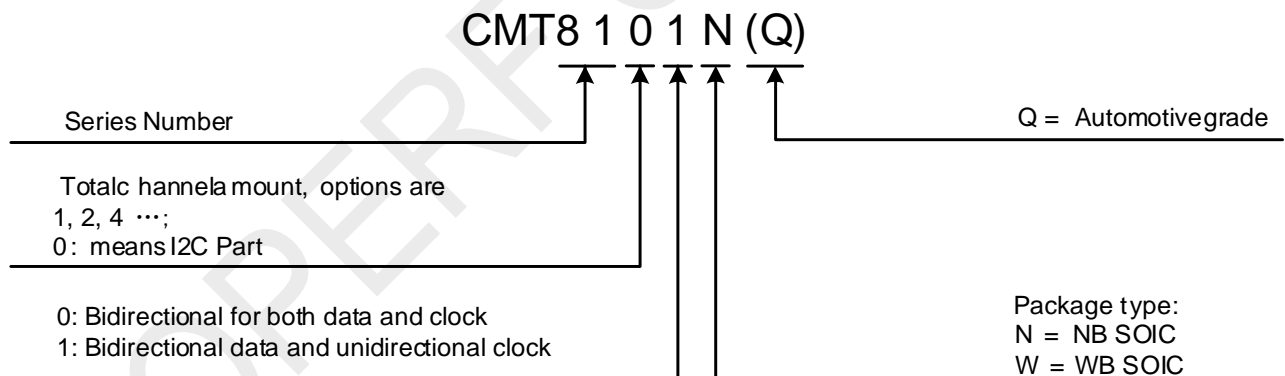 CMT8 1 0 1 N (Q)
Series Number
Q = Automotivegrade
Totalc hannela mount, options are
1, 2, 4 ···;
0: means I2C Part
0: Bidirectional for both data and clock
1: Bidirectional data and unidirectional clock
Package type:
N = NB SOIC
W = WB SOIC